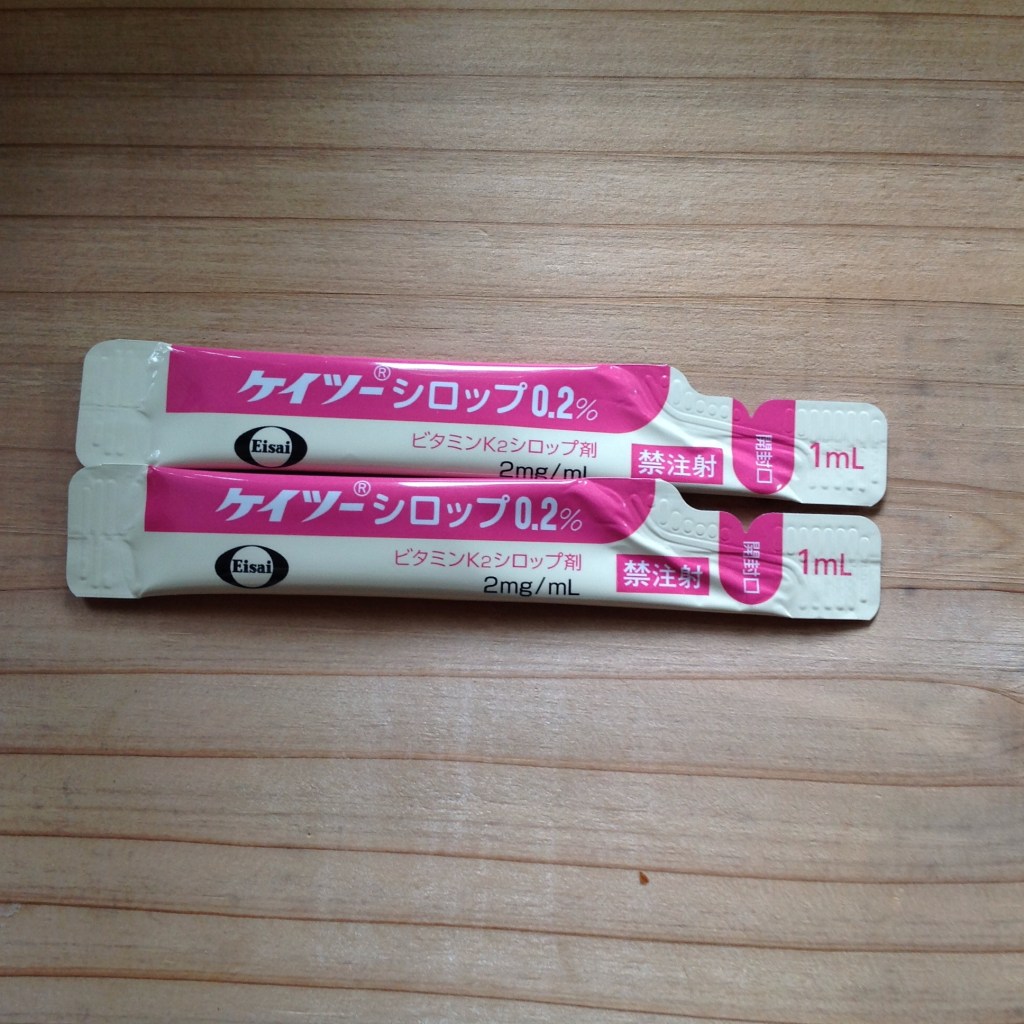 ケイツー®シロップ0.2%
Eisai
ビタミンK2シロップ剤
2mg/mL
禁注射
開封口
1mL
ケイツー®シロップ0.2%
Eisai
ビタミンK2シロップ剤
2mg/mL
禁注射
開封口
1mL